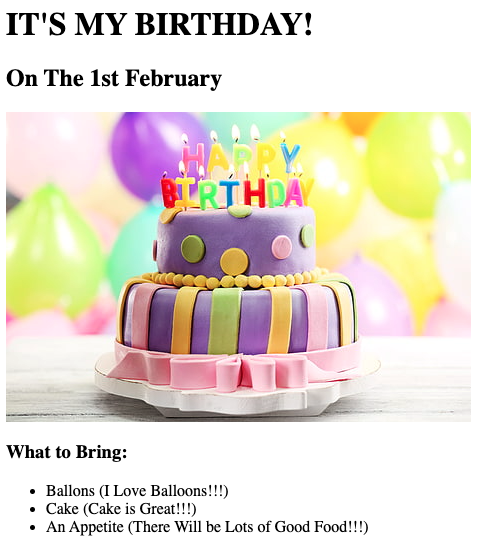 IT'S MY BIRTHDAY!
On The 1st February
HAPPY
BIRTHDAY
What to Bring:
Ballons (I Love Balloons!!!)
Cake (Cake is Great!!!)
An Appetite (There Will be Lots of Good Food!!!)